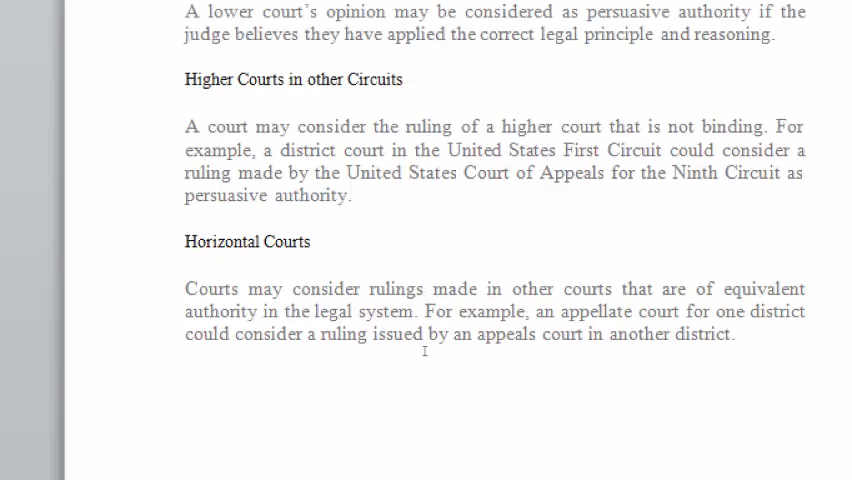 A lower court's opinion may be considered as persuasive authority if the
judge believes they have applied the correct legal principle and reasoning.
Higher Courts in other Circuits
A court may consider the ruling of a higher court that is not binding. For
example, a district court in the United States First Circuit could consider a
ruling made by the United States Court of Appeals for the Ninth Circuit as
persuasive authority.
Horizontal Courts
Courts may consider rulings made in other courts that are of equivalent
authority in the legal system. For example, an appellate court for one district
could consider a ruling issued by an appeals court in another district.